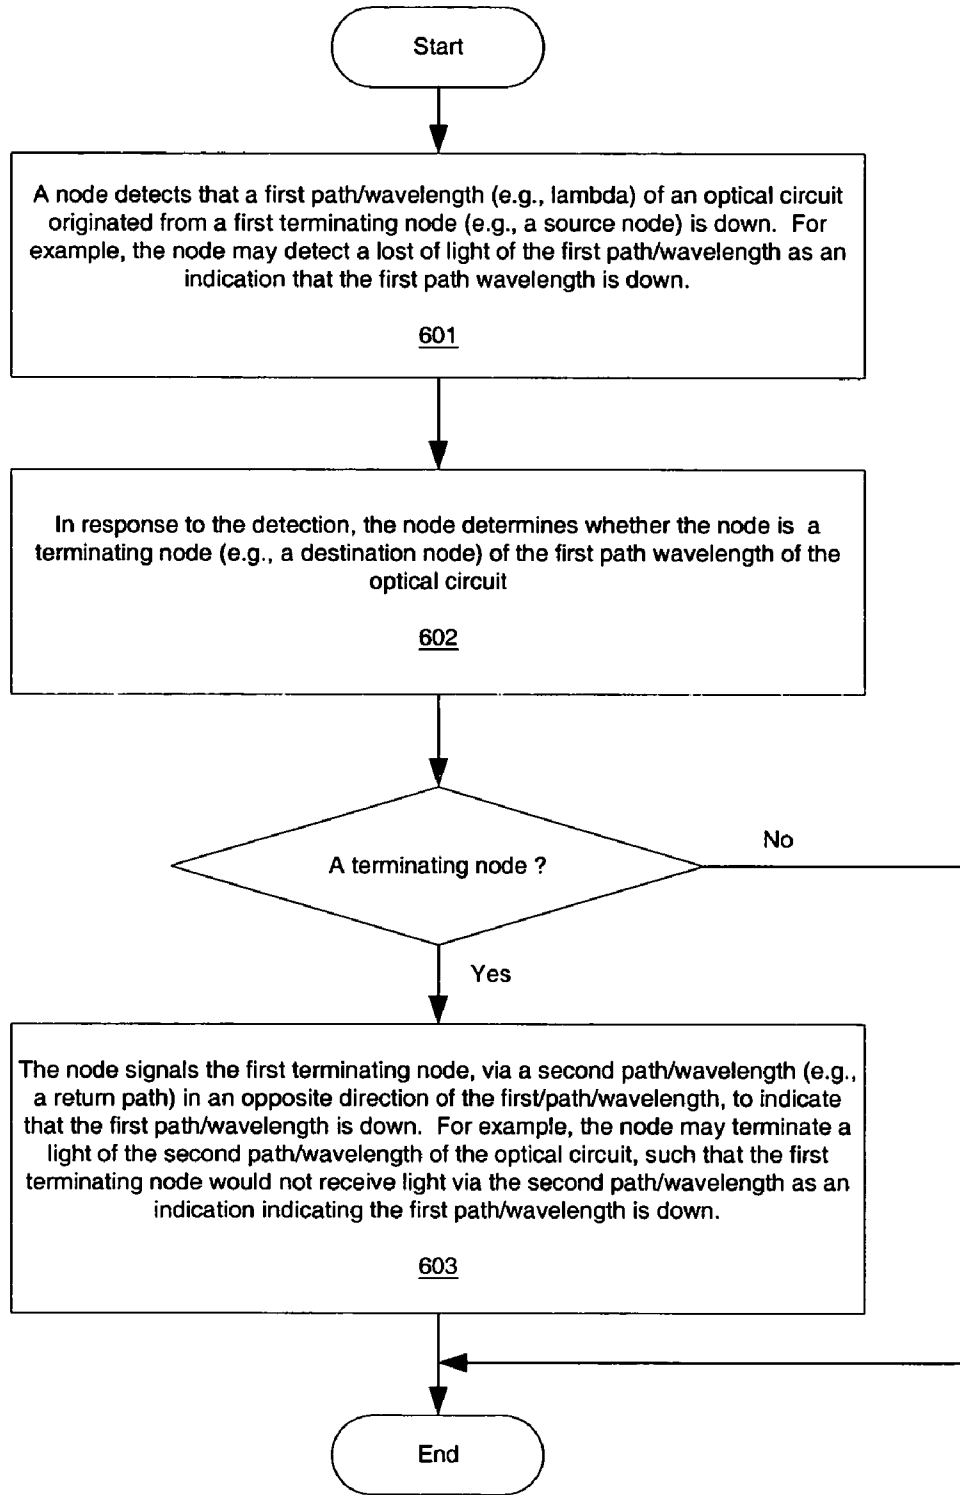 Start
A node detects that a first path/wavelength (e.g., lambda) of an optical circuit
originated from a first terminating node (e.g., a source node) is down.  For
example, the node may detect a lost of light of the first path/wavelength as an
indication that the first path wavelength is down.
601
In response to the detection, the node determines whether the node is  a
terminating node (e.g., a destination node) of the first path wavelength of the
optical circuit
602
A terminating node ?
No
Yes
The node signals the first terminating node, via a second path/wavelength (e.g.,
a return path) in an opposite direction of the first/path/wavelength, to indicate
that the first path/wavelength is down.  For example, the node may terminate a
light of the second path/wavelength of the optical circuit, such that the first
terminating node would not receive light via the second path/wavelength as an
indication indicating the first path/wavelength is down.
603
End